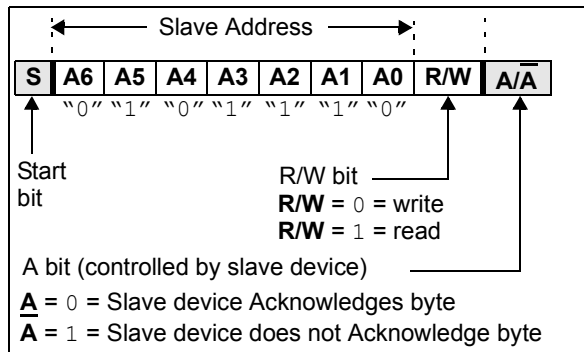 Slave Address
S A6 A5 A4 A3 A2 A1 A0 R/W A/A̅
“0” “1” “0” “1” “1” “1” “0”
Start
bit
R/W bit
R/W = 0 = write
R/W = 1 = read
A bit (controlled by slave device)
A = 0 = Slave device Acknowledges byte
A̅ = 1 = Slave device does not Acknowledge byte